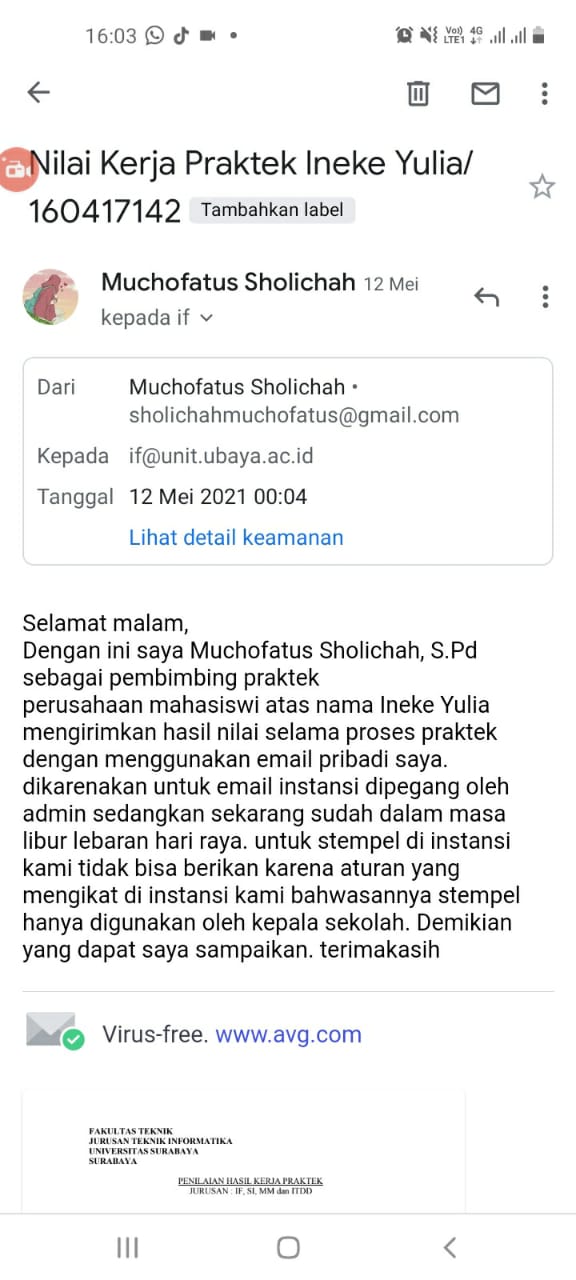 16:03
Vo) 4G
LTE1
Nilai Kerja Praktek Ineke Yulia/
160417142 Tambahkan label
Muchofatus Sholichah 12 Mei
kepada if
Dari Muchofatus Sholichah •
sholichahmuchofatus@gmail.com
Kepada if@unit.ubaya.ac.id
Tanggal 12 Mei 2021 00:04
Lihat detail keamanan
Selamat malam,
Dengan ini saya Muchofatus Sholichah, S.Pd
sebagai pembimbing praktek
perusahaan mahasiswi atas nama Ineke Yulia
mengirimkan hasil nilai selama proses praktek
dengan menggunakan email pribadi saya.
dikarenakan untuk email instansi dipegang oleh
admin sedangkan sekarang sudah dalam masa
libur lebaran hari raya. untuk stempel di instansi
kami tidak bisa berikan karena aturan yang
mengikat di instansi kami bahwasannya stempel
hanya digunakan oleh kepala sekolah. Demikian
yang dapat saya sampaikan. terimakasih
Virus-free. www.avg.com
FAKULTAS TEKNIK
JURUSAN TEKNIK INFORMATIKA
UNIVERSITAS SURABAYA
SURABAYA
PENILAIAN HASIL KERJA PRAKTEK
JURUSAN : IF, SI, MM dan ITDD